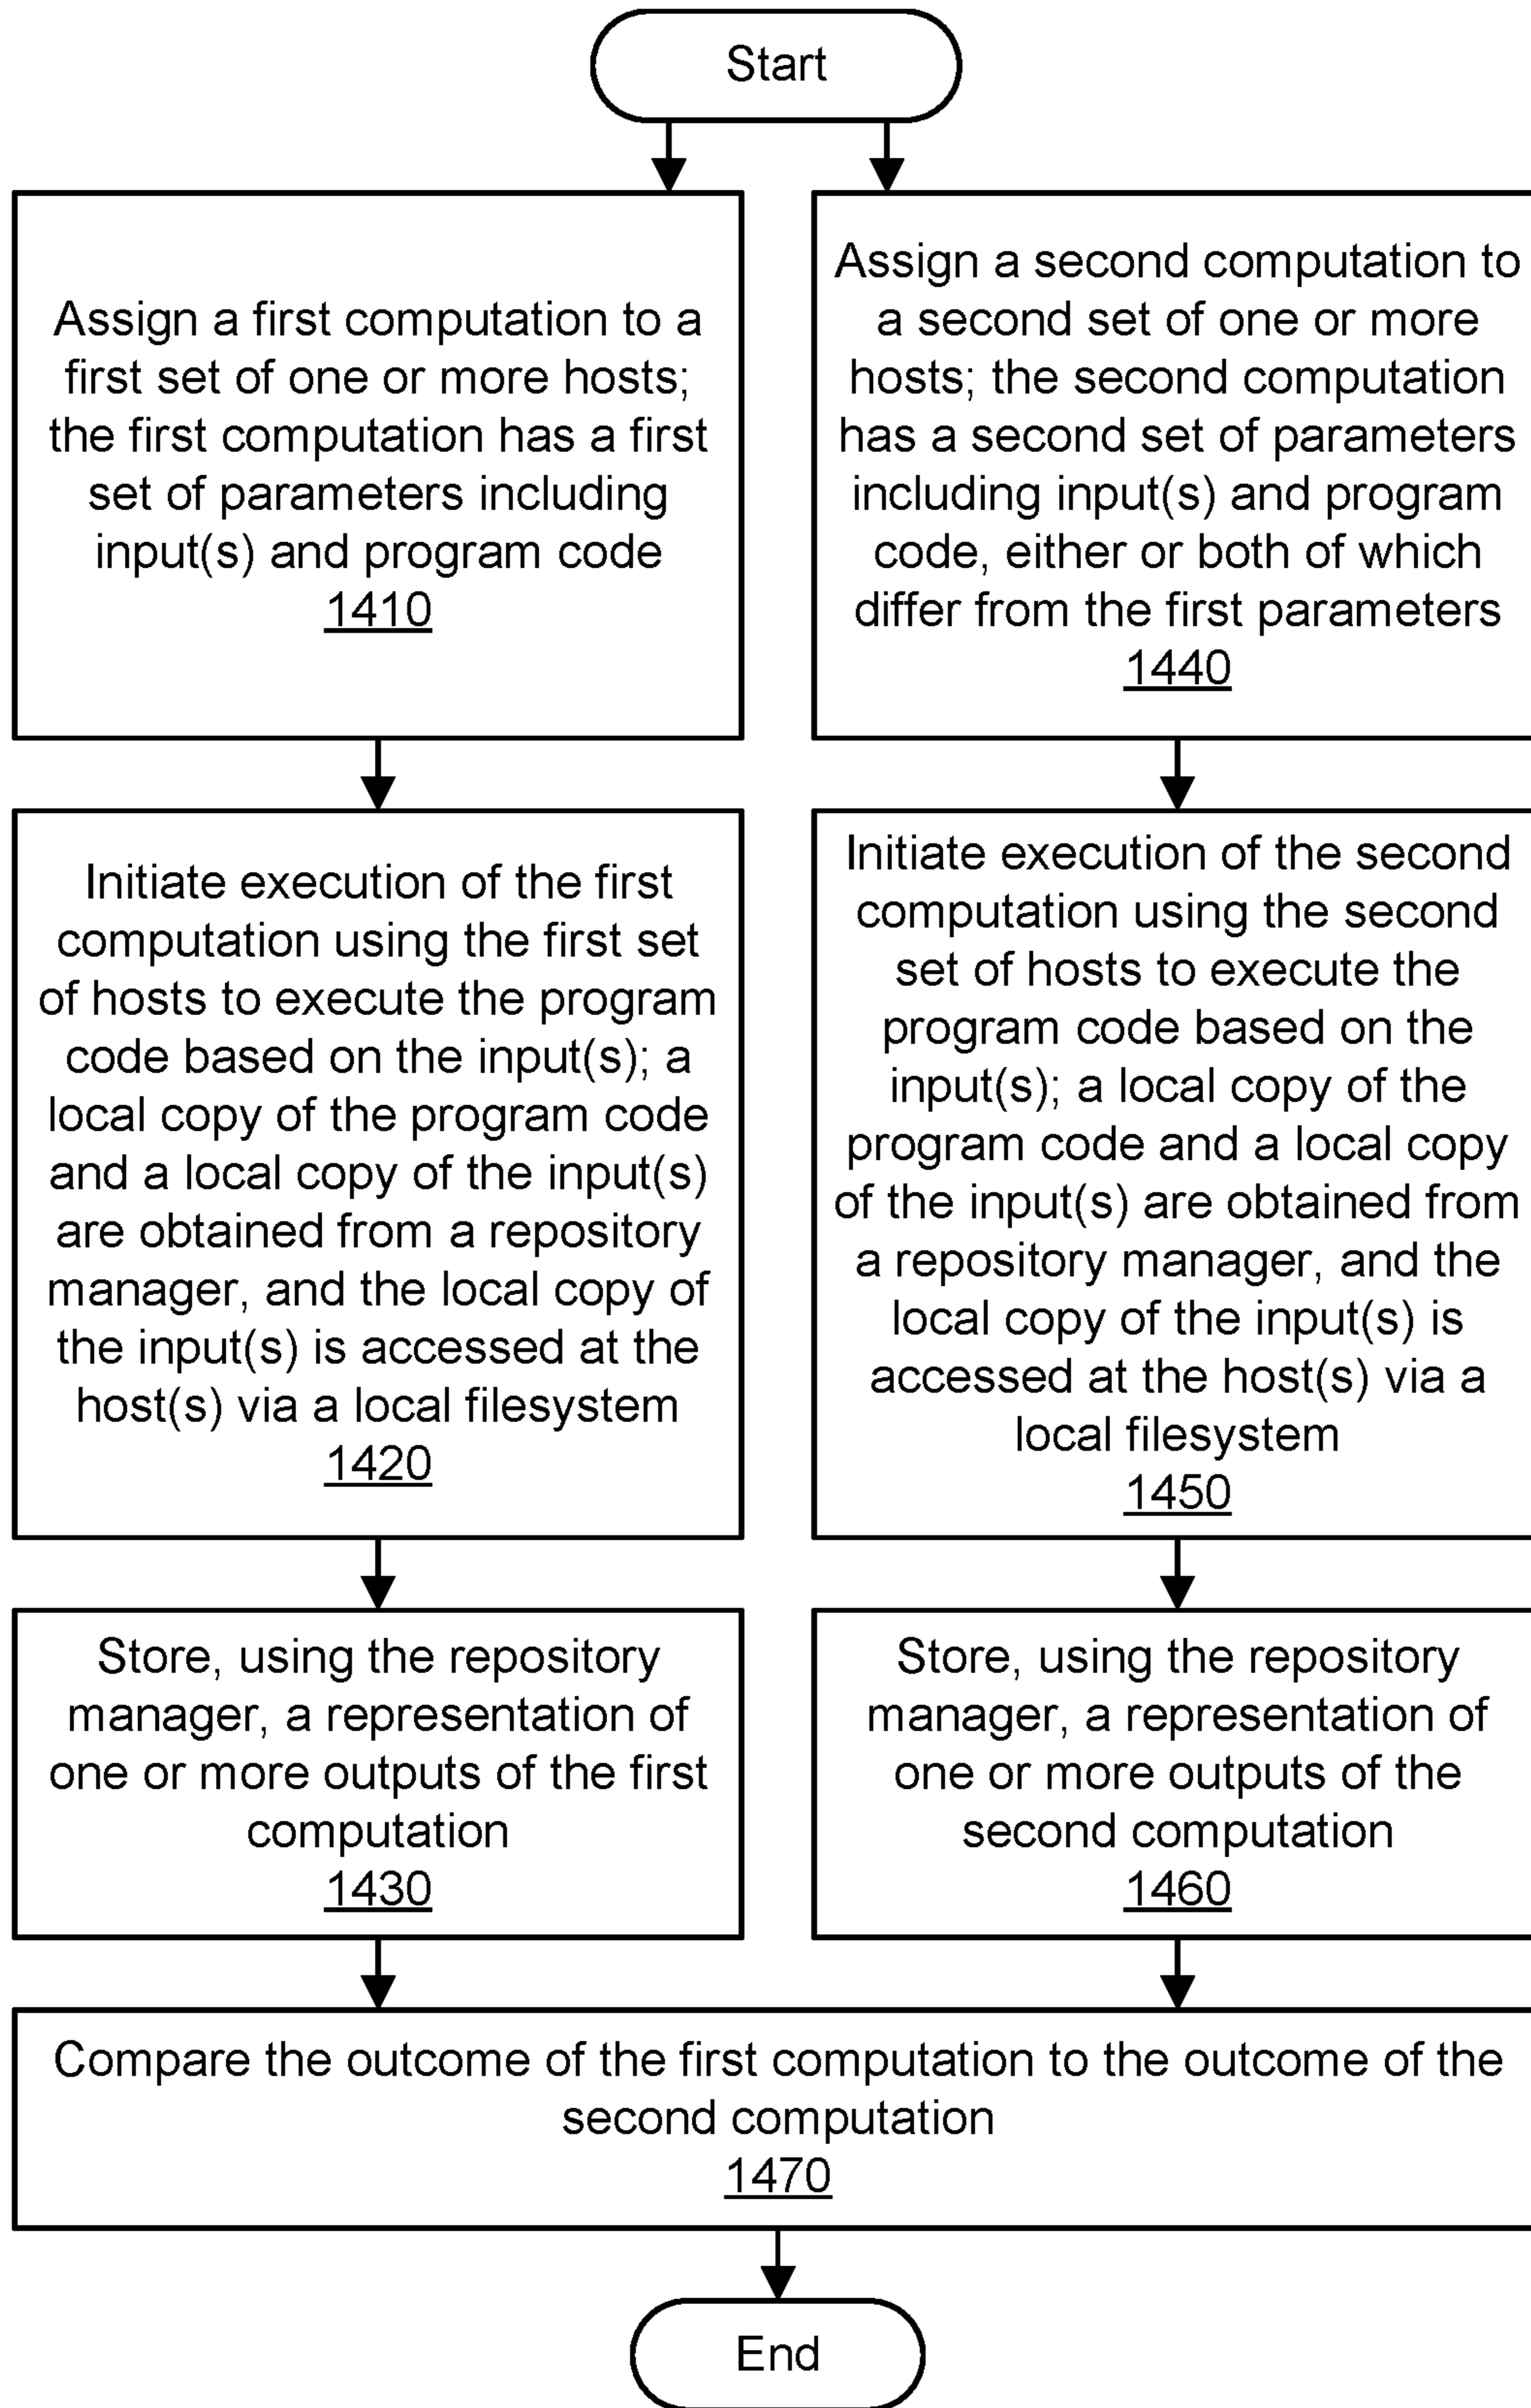 Start
Assign a first computation to a
first set of one or more hosts;
the first computation has a first
set of parameters including
input(s) and program code
1410
Assign a second computation to
a second set of one or more
hosts; the second computation
has a second set of parameters
including input(s) and program
code, either or both of which
differ from the first parameters
1440
Initiate execution of the first
computation using the first set
of hosts to execute the program
code based on the input(s); a
local copy of the program code
and a local copy of the input(s)
are obtained from a repository
manager, and the local copy of
the input(s) is accessed at the
host(s) via a local filesystem
1420
Initiate execution of the second
computation using the second
set of hosts to execute the
program code based on the
input(s); a local copy of the
program code and a local copy
of the input(s) are obtained from
a repository manager, and the
local copy of the input(s) is
accessed at the host(s) via a
local filesystem
1450
Store, using the repository
manager, a representation of
one or more outputs of the first
computation
1430
Store, using the repository
manager, a representation of
one or more outputs of the
second computation
1460
Compare the outcome of the first computation to the outcome of the
second computation
1470
End